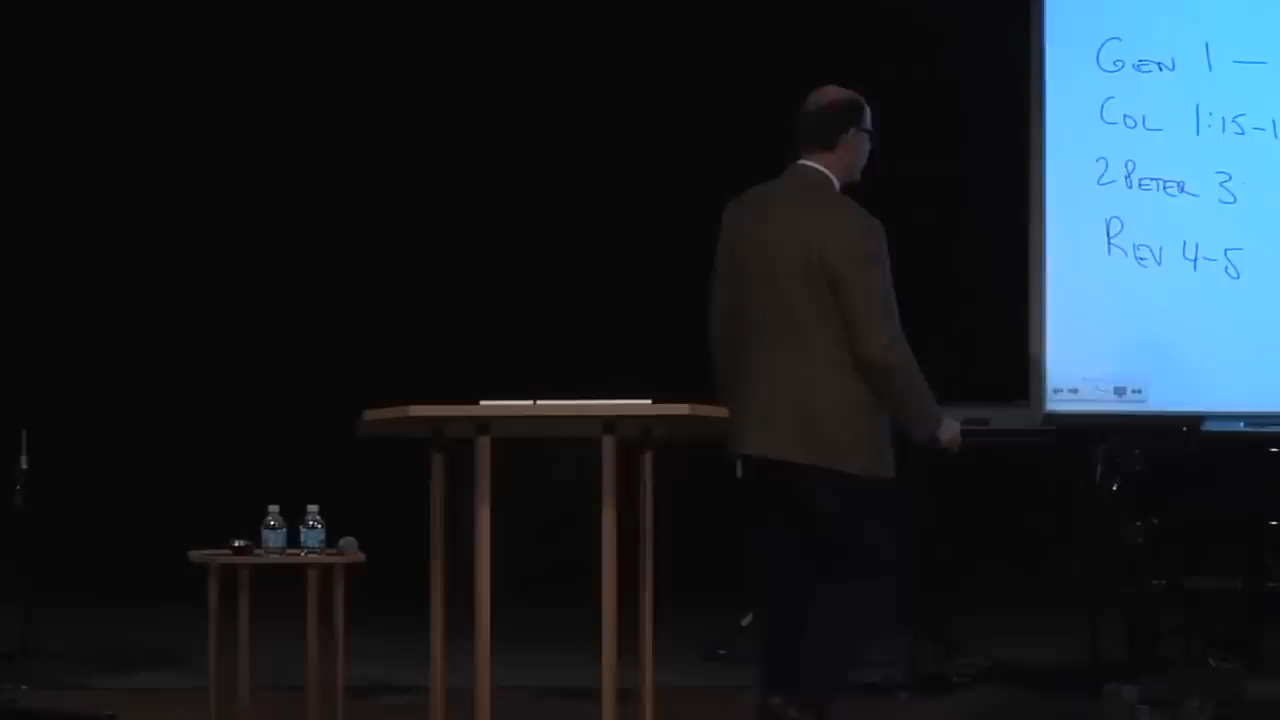 GEN 1 —
COL 1:15-1
2 PETER 3
REV 4-5